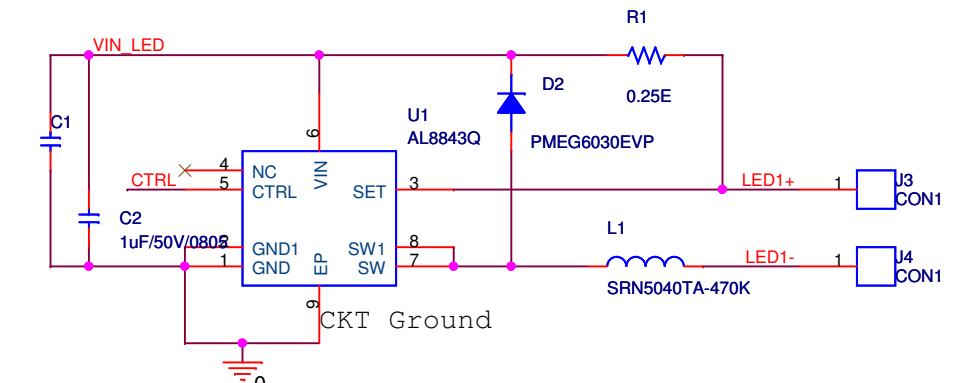 R1
VIN_LED
D2
0.25E
C1
U1
AL8843Q
PMEG6030EVP
6
VIN
4
NC
CTRL
5
CTRL
SET
3
LED1+
1
J3
CON1
C2
1uF/50V/0805
L1
2
GND1
SW1
8
1
GND
EP
SW
7
LED1-
1
J4
CON1
SRN5040TA-470K
9
CKT Ground
0